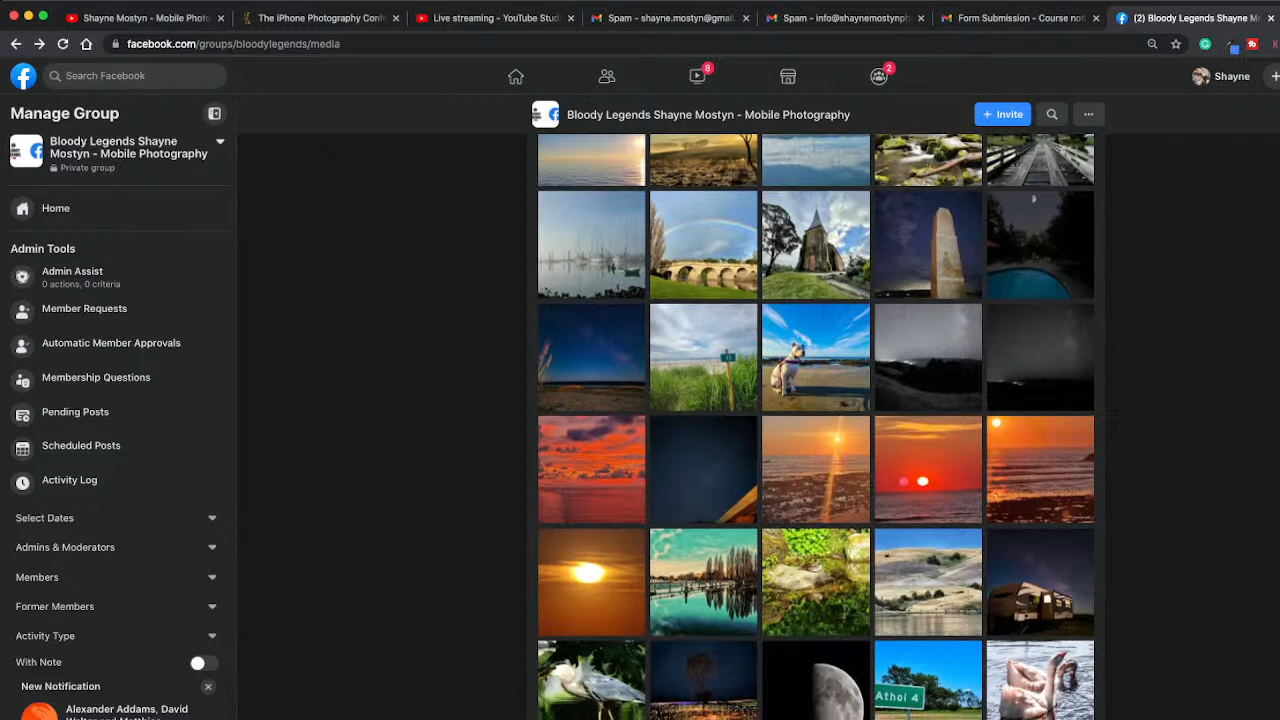 Shayne Mostyn - Mobile Phot
The iPhone Photography Conf
Live streaming - YouTube Stud
Spam - shayne.mostyn@gmail.
Spam - info@shaynemostynph
Form Submission - Course not
(2) Bloody Legends Shayne M
facebook.com/groups/bloodylegends/media
Search Facebook
8
2
Shayne
Manage Group
Bloody Legends Shayne Mostyn - Mobile Photography
Invite
Bloody Legends Shayne
Mostyn - Mobile Photography
Private group
Home
Admin Tools
Admin Assist
0 actions, 0 criteria
Member Requests
Automatic Member Approvals
Membership Questions
Pending Posts
Scheduled Posts
Activity Log
Select Dates
Admins & Moderators
Members
Former Members
Activity Type
With Note
New Notification
Alexander Addams, David
Athol 4